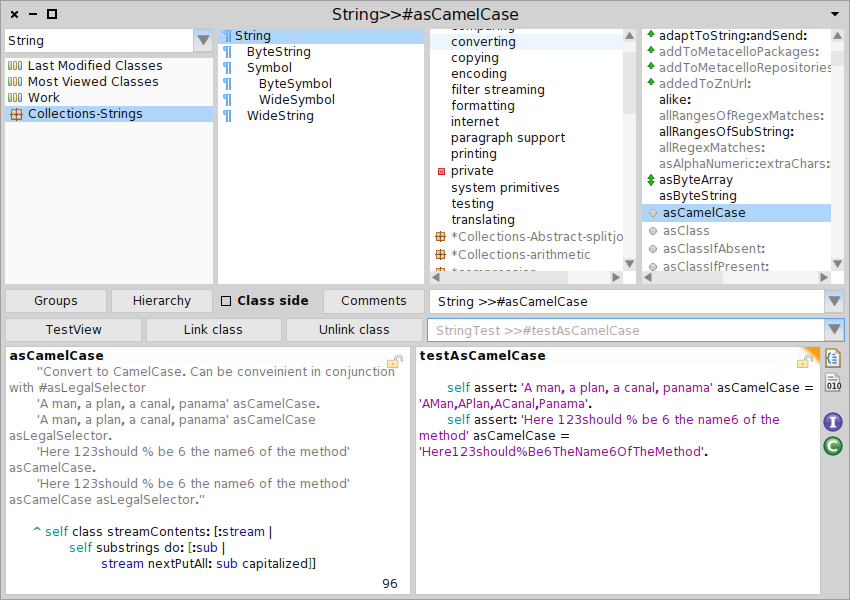 String>>#asCamelCase
String
Last Modified Classes
Most Viewed Classes
Work
Collections-Strings
String
ByteString
Symbol
ByteSymbol
WideSymbol
WideString
converting
copying
encoding
filter streaming
formatting
internet
paragraph support
printing
private
system primitives
testing
translating
*Collections-Abstract-splitjo
*Collections-arithmetic
adaptToString:andSend:
addToMetacelloPackages:
addToMetacelloRepositories
addedToZnUrl:
alike:
allRangesOfRegexMatches:
allRangesOfSubString:
allRegexMatches:
asAlphaNumeric:extraChars:
asByteArray
asByteString
asCamelCase
asClass
asClassIfAbsent:
asClassIfPresent:
Groups
Hierarchy
Class side
Comments
String >>#asCamelCase
TestView
Link class
Unlink class
StringTest >>#testAsCamelCase
asCamelCase
"Convert to CamelCase. Can be conveinient in conjunction
with #asLegalSelector
'A man, a plan, a canal, panama' asCamelCase.
'A man, a plan, a canal, panama' asCamelCase
asLegalSelector.
'Here 123should % be 6 the name6 of the method'
asCamelCase.
'Here 123should % be 6 the name6 of the method'
asCamelCase asLegalSelector."
^ self class streamContents: [:stream |
self substrings do: [:sub |
stream nextPutAll: sub capitalized]]
96
testAsCamelCase
self assert: 'A man, a plan, a canal, panama' asCamelCase =
'AMan,APlan,ACanal,Panama'.
self assert: 'Here 123should % be 6 the name6 of the
method' asCamelCase =
'Here123should%Be6TheName6OfTheMethod'.
010
I
C